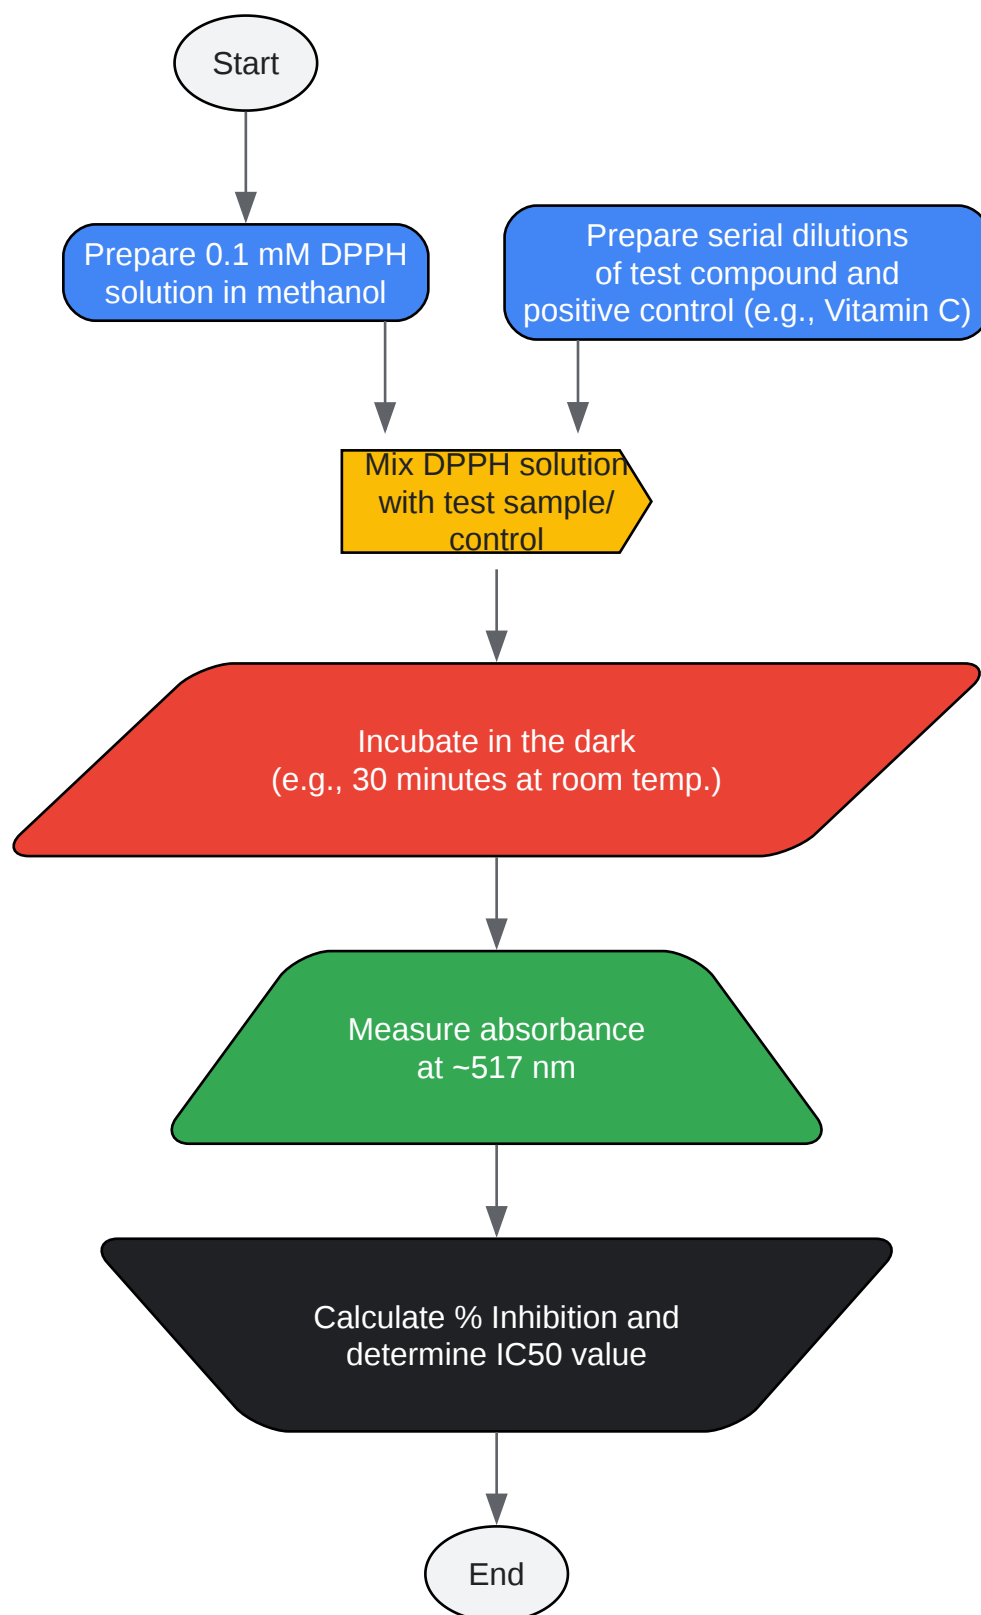 Start
Prepare 0.1 mM DPPH
solution in methanol
Prepare serial dilutions
of test compound and
positive control (e.g., Vitamin C)
Mix DPPH solution
with test sample/
control
Incubate in the dark
(e.g., 30 minutes at room temp.)
Measure absorbance
at ~517 nm
Calculate % Inhibition and
determine IC50 value
End